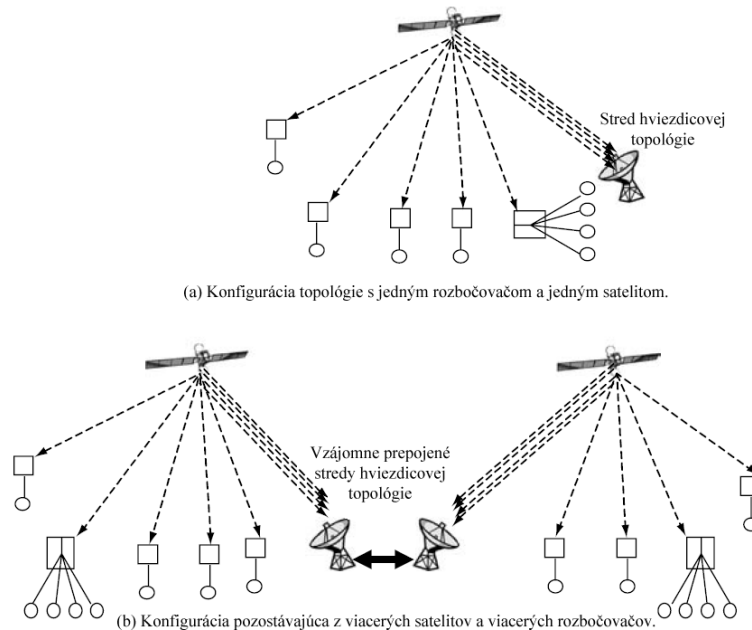 Stred hviezdicovej
topológie
(a) Konfigurácia topológie s jedným rozbočovačom a jedným satelitom.
Vzájomne prepojené
stredy hviezdicovej
topológie
(b) Konfigurácia pozostávajúca z viacerých satelitov a viacerých rozbočovačov.